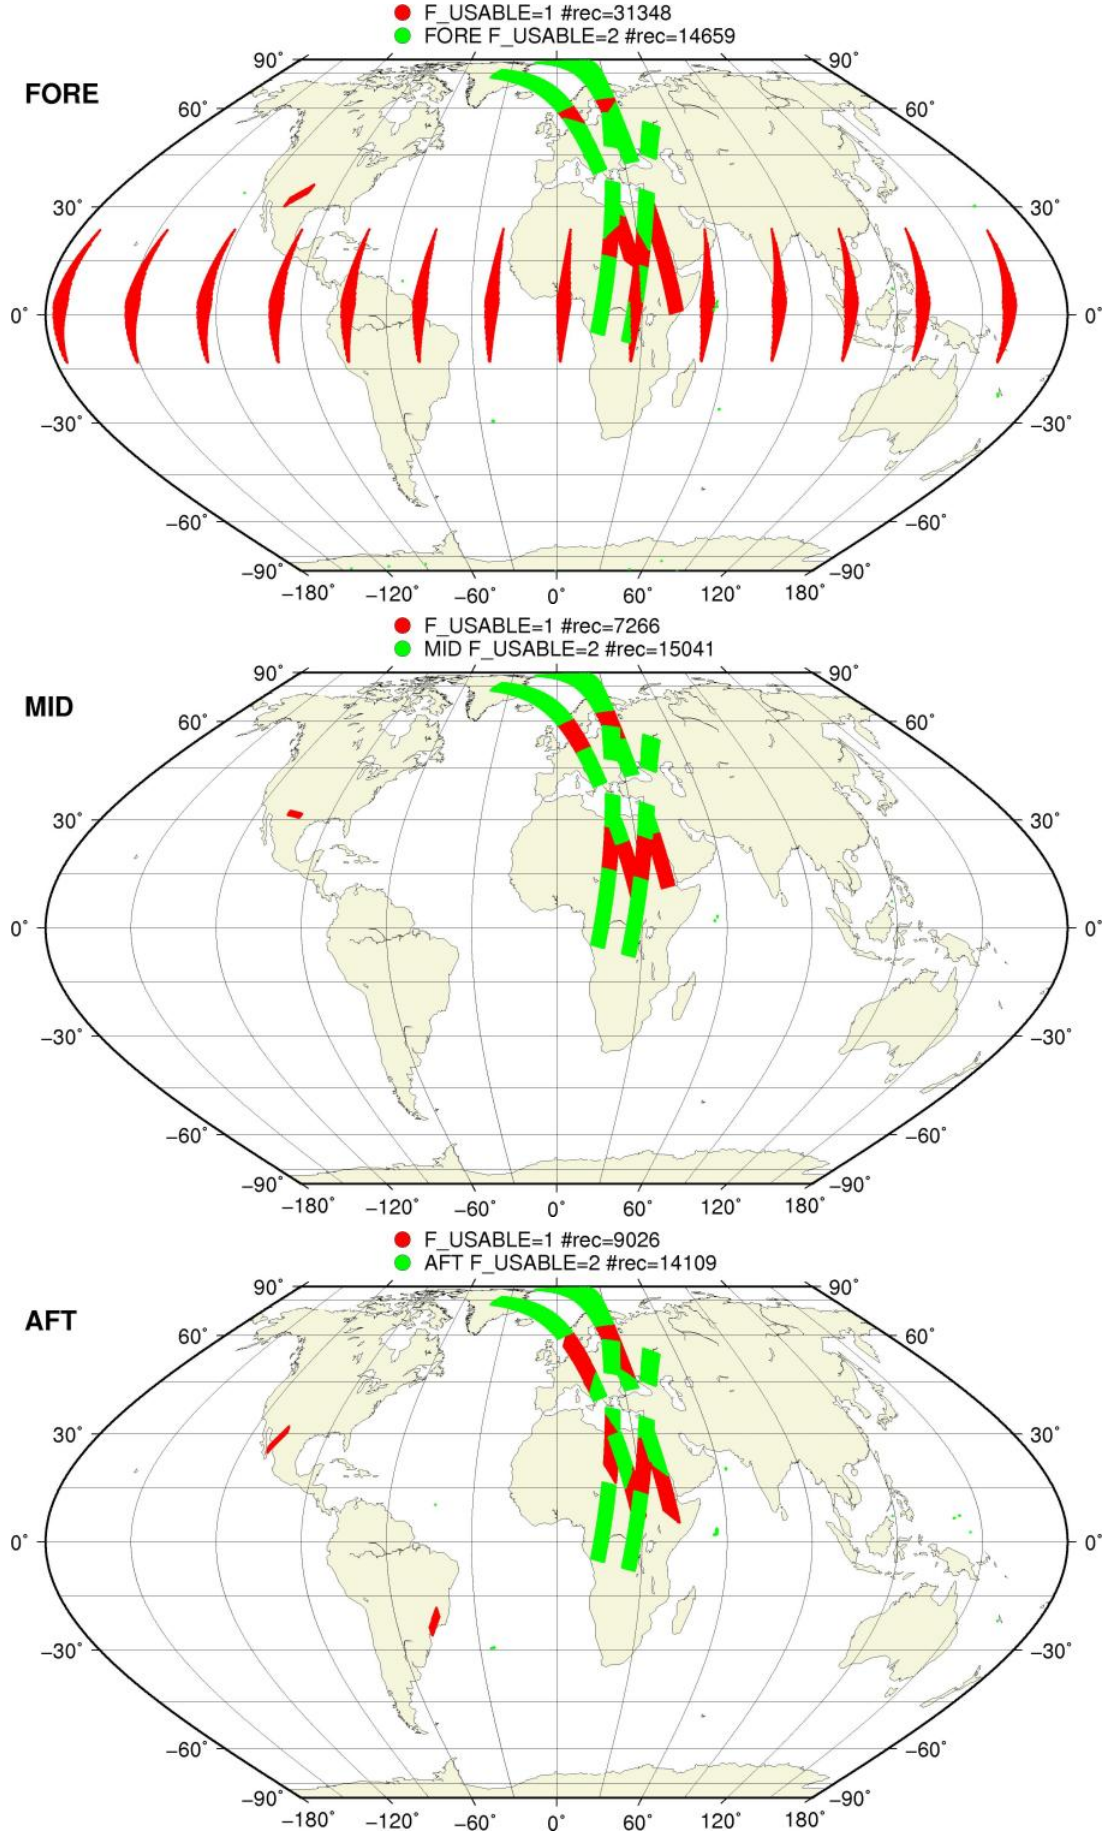 F_USABLE=1 #rec=31348
FORE F_USABLE=2 #rec=14659
FORE
90˚ 90˚
60˚ 60˚
30˚ 30˚
0˚ 0˚
−30˚ −30˚
−60˚ −60˚
−90˚ −90˚
−180˚ −120˚ −60˚ 0˚ 60˚ 120˚ 180˚
F_USABLE=1 #rec=7266
MID F_USABLE=2 #rec=15041
MID
90˚ 90˚
60˚ 60˚
30˚ 30˚
0˚ 0˚
−30˚ −30˚
−60˚ −60˚
−90˚ −90˚
−180˚ −120˚ −60˚ 0˚ 60˚ 120˚ 180˚
F_USABLE=1 #rec=9026
AFT F_USABLE=2 #rec=14109
AFT
90˚ 90˚
60˚ 60˚
30˚ 30˚
0˚ 0˚
−30˚ −30˚
−60˚ −60˚
−90˚ −90˚
−180˚ −120˚ −60˚ 0˚ 60˚ 120˚ 180˚